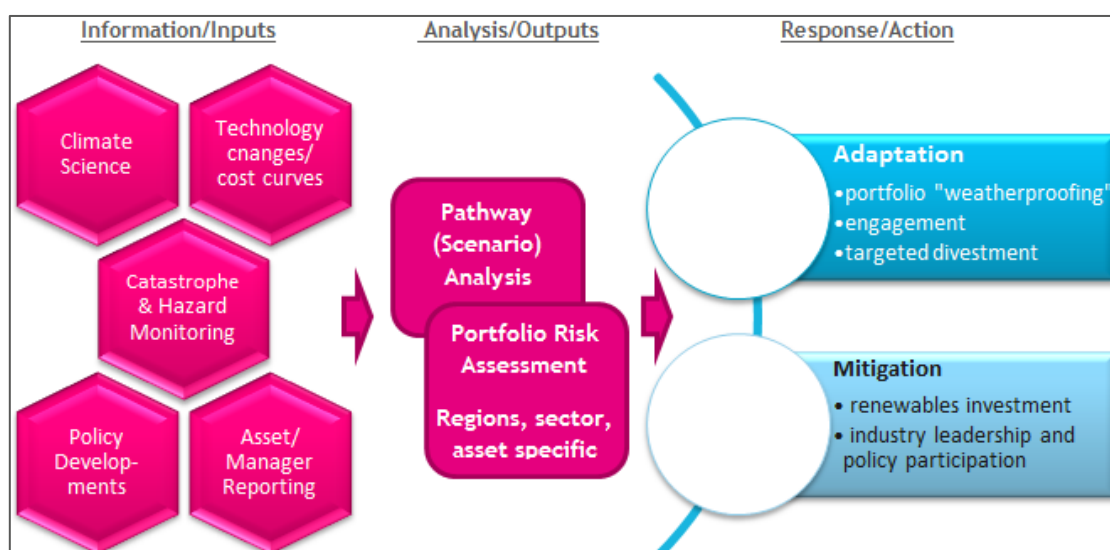 Information/Inputs
Analysis/Outputs
Response/Action
Climate
Science
Technology
cnanges/
cost curves
Catastrophe
& Hazard
Monitoring
Policy
Develop-
ments
Asset/
Manager
Reporting
Pathway
(Scenario)
Analysis
Portfolio Risk
Assessment
Regions, sector,
asset specific
Adaptation
•portfolio "weatherproofing"
•engagement
•targeted divestment
Mitigation
• renewables investment
• industry leadership and
policy participation